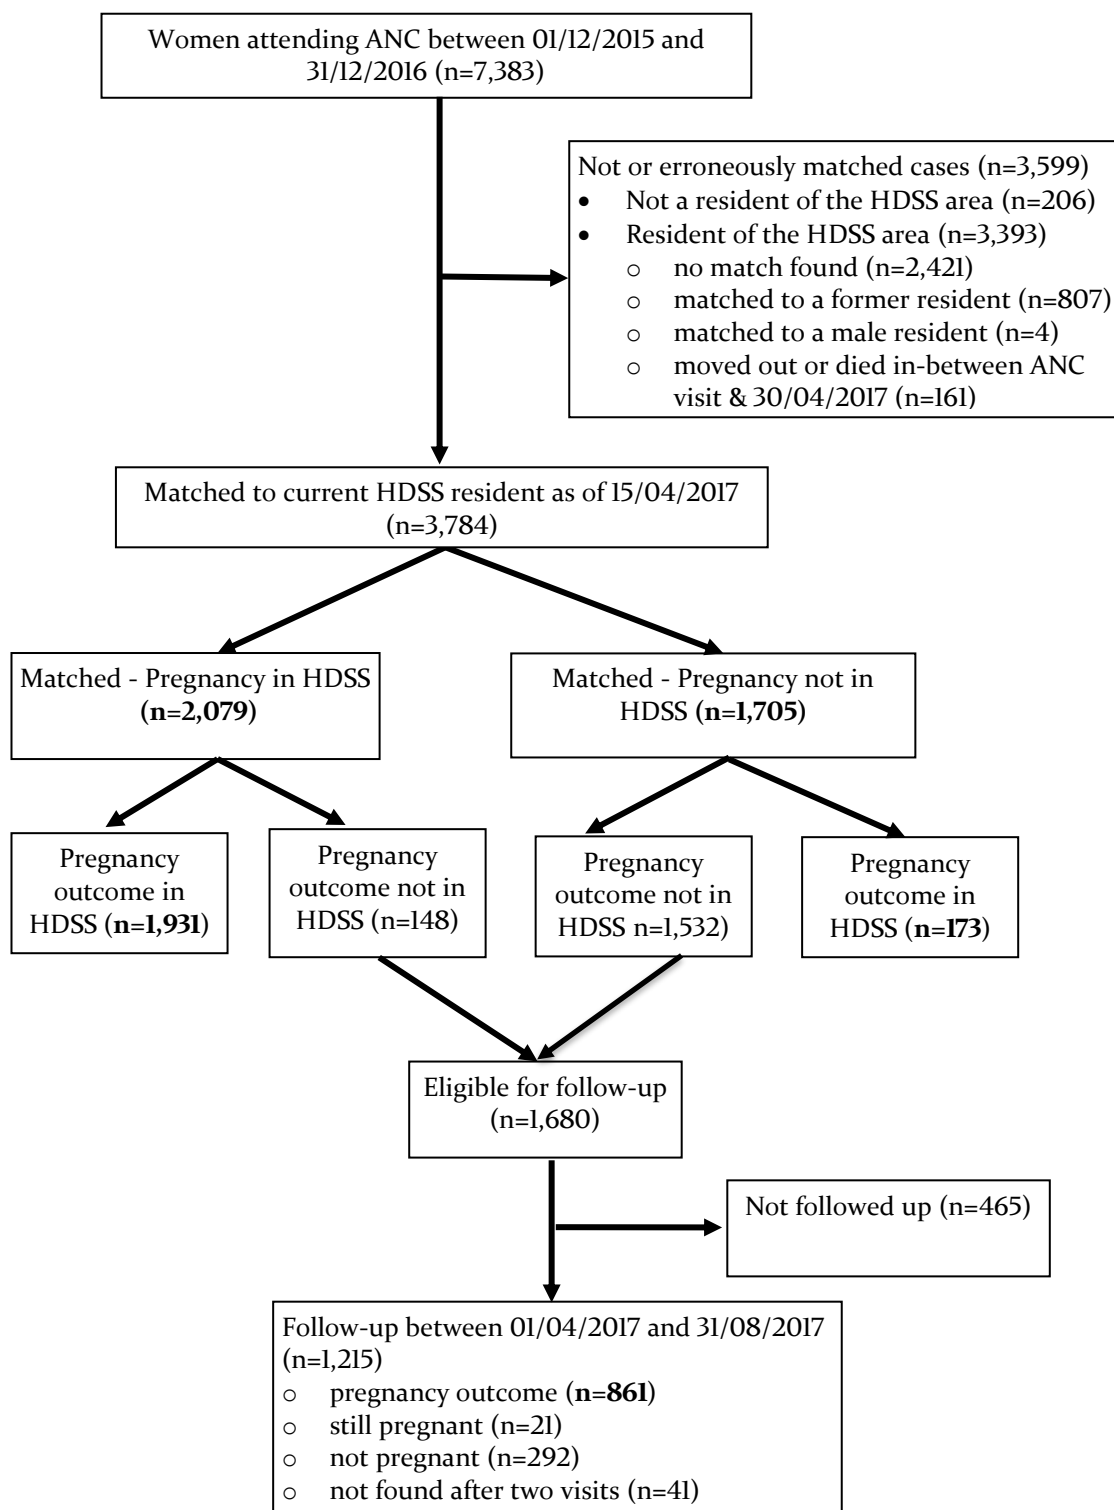 Women attending ANC between 01/12/2015 and
31/12/2016 (n=7,383)
Not or erroneously matched cases (n=3,599)
• Not a resident of the HDSS area (n=206)
• Resident of the HDSS area (n=3,393)
o no match found (n=2,421)
o matched to a former resident (n=807)
o matched to a male resident (n=4)
o moved out or died in-between ANC
visit & 30/04/2017 (n=161)
Matched to current HDSS resident as of 15/04/2017
(n=3,784)
Matched - Pregnancy in HDSS
(n=2,079)
Matched - Pregnancy not in
HDSS (n=1,705)
Pregnancy
outcome in
HDSS (n=1,931)
Pregnancy
outcome not in
HDSS (n=148)
Pregnancy
outcome not in
HDSS n=1,532)
Pregnancy
outcome in
HDSS (n=173)
Eligible for follow-up
(n=1,680)
Not followed up (n=465)
Follow-up between 01/04/2017 and 31/08/2017
(n=1,215)
o pregnancy outcome (n=861)
o still pregnant (n=21)
o not pregnant (n=292)
o not found after two visits (n=41)